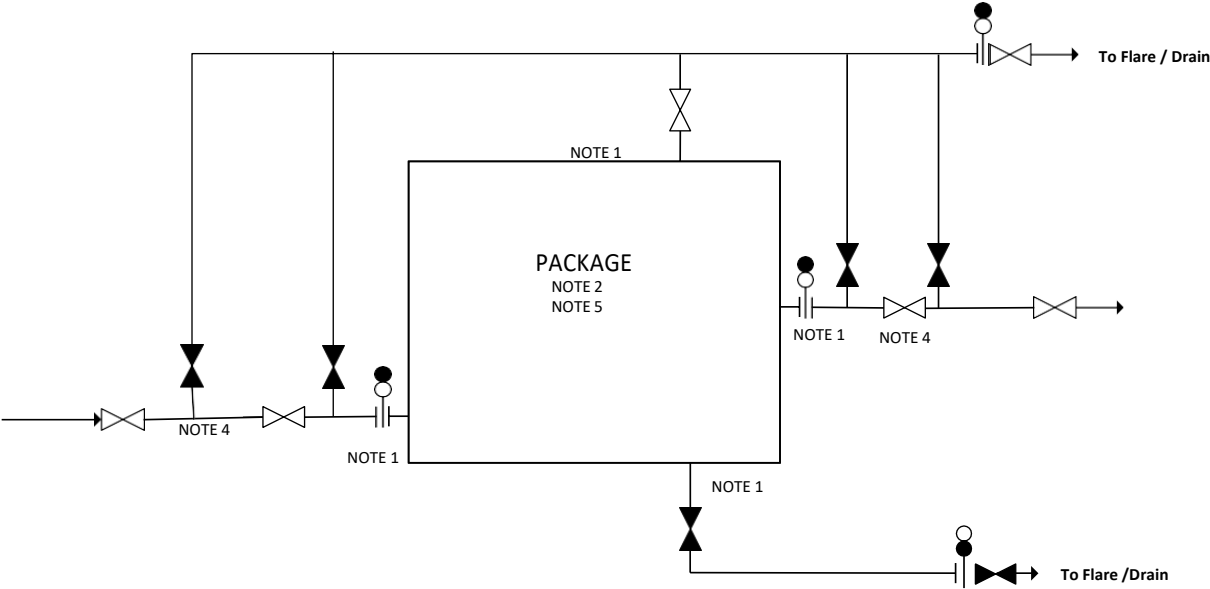 To Flare / Drain
NOTE 1
PACKAGE
NOTE 2
NOTE 5
NOTE 1
NOTE 4
NOTE 4
NOTE 1
NOTE 1
To Flare /Drain